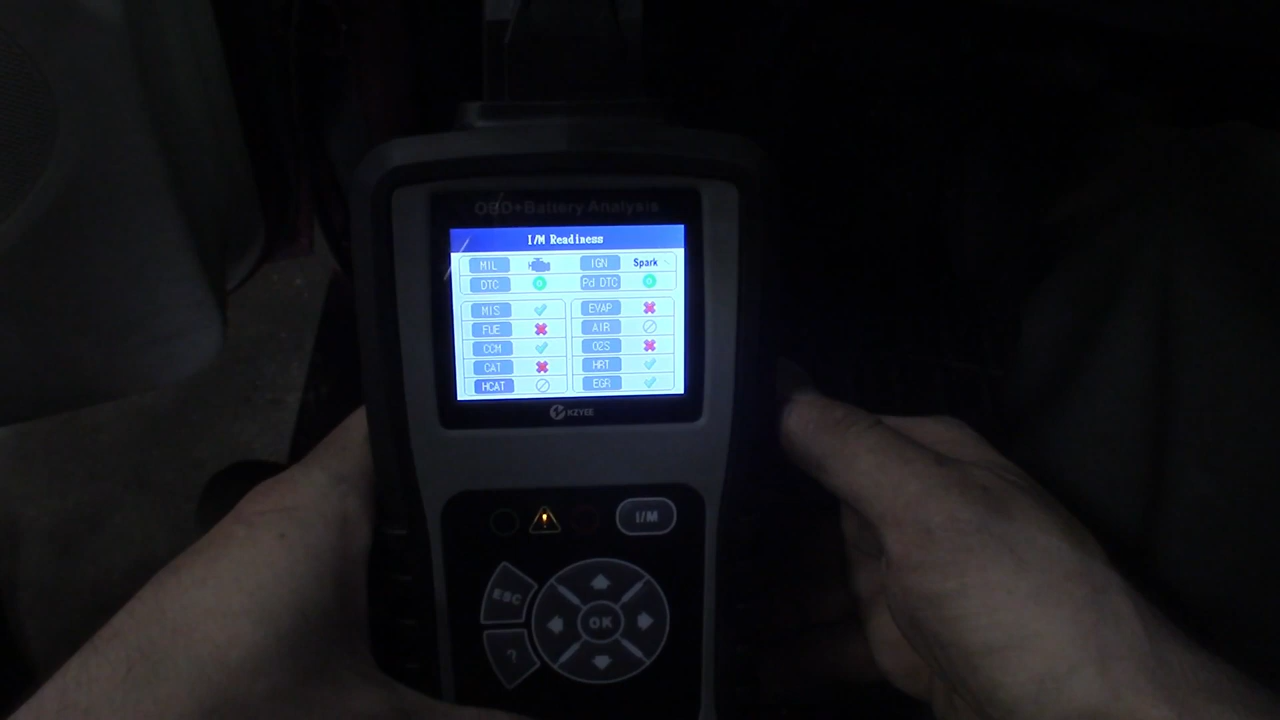 OBD+Battery Analysis
I/M Readiness
MIL IGN Spark
DTC 0 Pd DTC 0
MIS EVAP
FUE AIR
CCM O2S
CAT HRT
HCAT EGR
KZYEE
I/M
ESC
OK
?